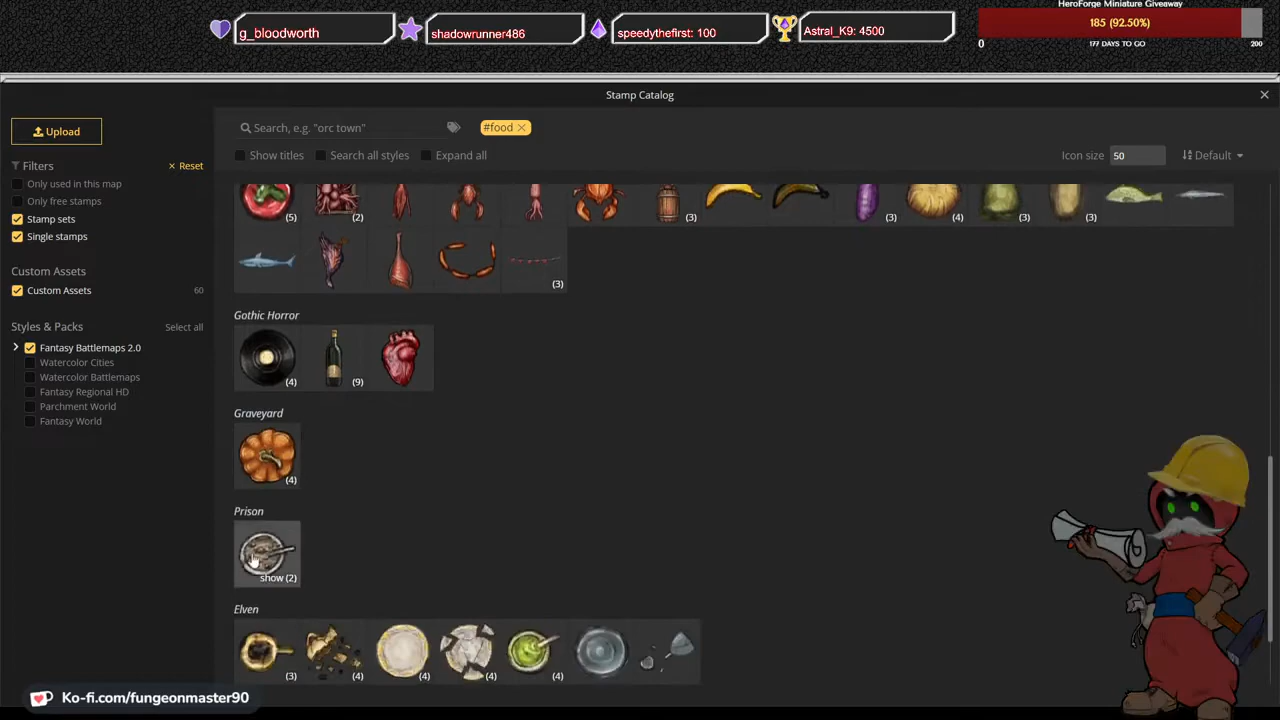 HeroForge Miniature Giveaway
g_bloodworth
shadowrunner486
speedythefirst: 100
Astral_K9: 4500
185 (92.50%)
0
177 DAYS TO GO
200
Stamp Catalog
Upload
Search, e.g. "orc town"
#food
Show titles
Search all styles
Expand all
Icon size
50
Default
Filters
Reset
Only used in this map
Only free stamps
Stamp sets
Single stamps
Custom Assets
Custom Assets
60
Styles & Packs
Select all
Fantasy Battlemaps 2.0
Watercolor Cities
Watercolor Battlemaps
Fantasy Regional HD
Parchment World
Fantasy World
(5) (2) (3) (3) (4) (3) (3)
(3)
Gothic Horror
(4) (9)
Graveyard
(4)
Prison
show (2)
Elven
(3) (4) (4) (4) (4)
Ko-fi.com/fungeonmaster90